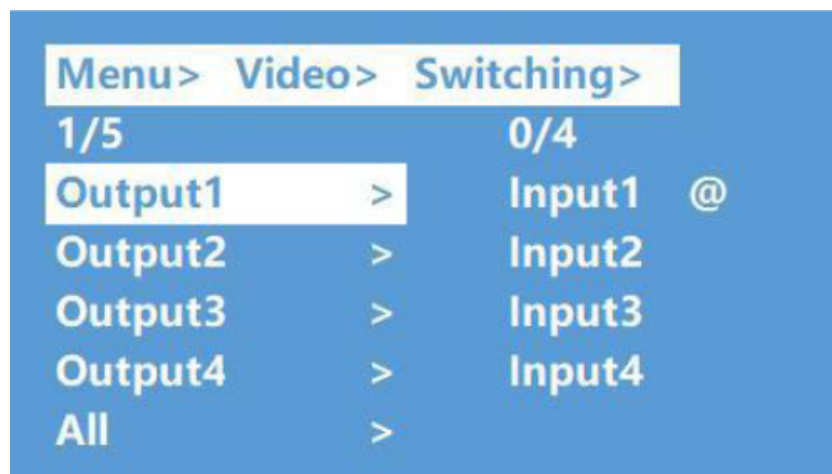 Menu> Video> Switching>
1/5 0/4
Output1 > Input1 @
Output2 > Input2
Output3 > Input3
Output4 > Input4
All >